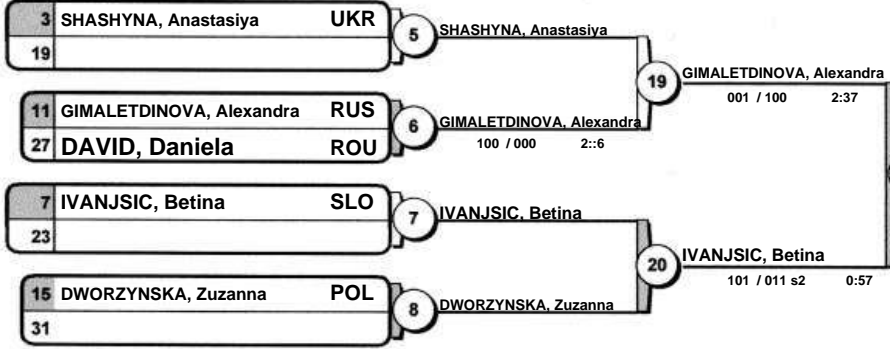 3 SHASHYNA, Anastasiya UKR
19
5
SHASHYNA, Anastasiya
11 GIMALETDINOVA, Alexandra RUS
27 DAVID, Daniela ROU
6
GIMALETDINOVA, Alexandra
100 / 000 2::6
19
GIMALETDINOVA, Alexandra
001 / 100 2:37
7 IVANJSIC, Betina SLO
23
7
IVANJSIC, Betina
15 DWORZYNSKA, Zuzanna POL
31
8
DWORZYNSKA, Zuzanna
20
IVANJSIC, Betina
101 / 011 s2 0:57